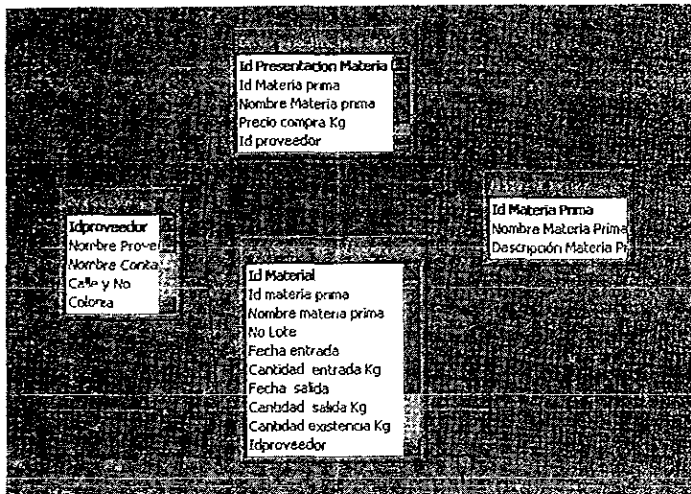 Id Presentacion Materia
Id Materia prima
Nombre Materia prima
Precio compra Kg
Id proveedor
Idproveedor
Nombre Prove
Nombre Conta
Calle y No
Colonia
Id Material
Id materia prima
Nombre materia prima
No Lote
Fecha entrada
Cantidad entrada Kg
Fecha salida
Cantidad salida Kg
Cantidad existencia Kg
Idproveedor
Id Materia Prima
Nombre Materia Prima
Descripción Materia Pr